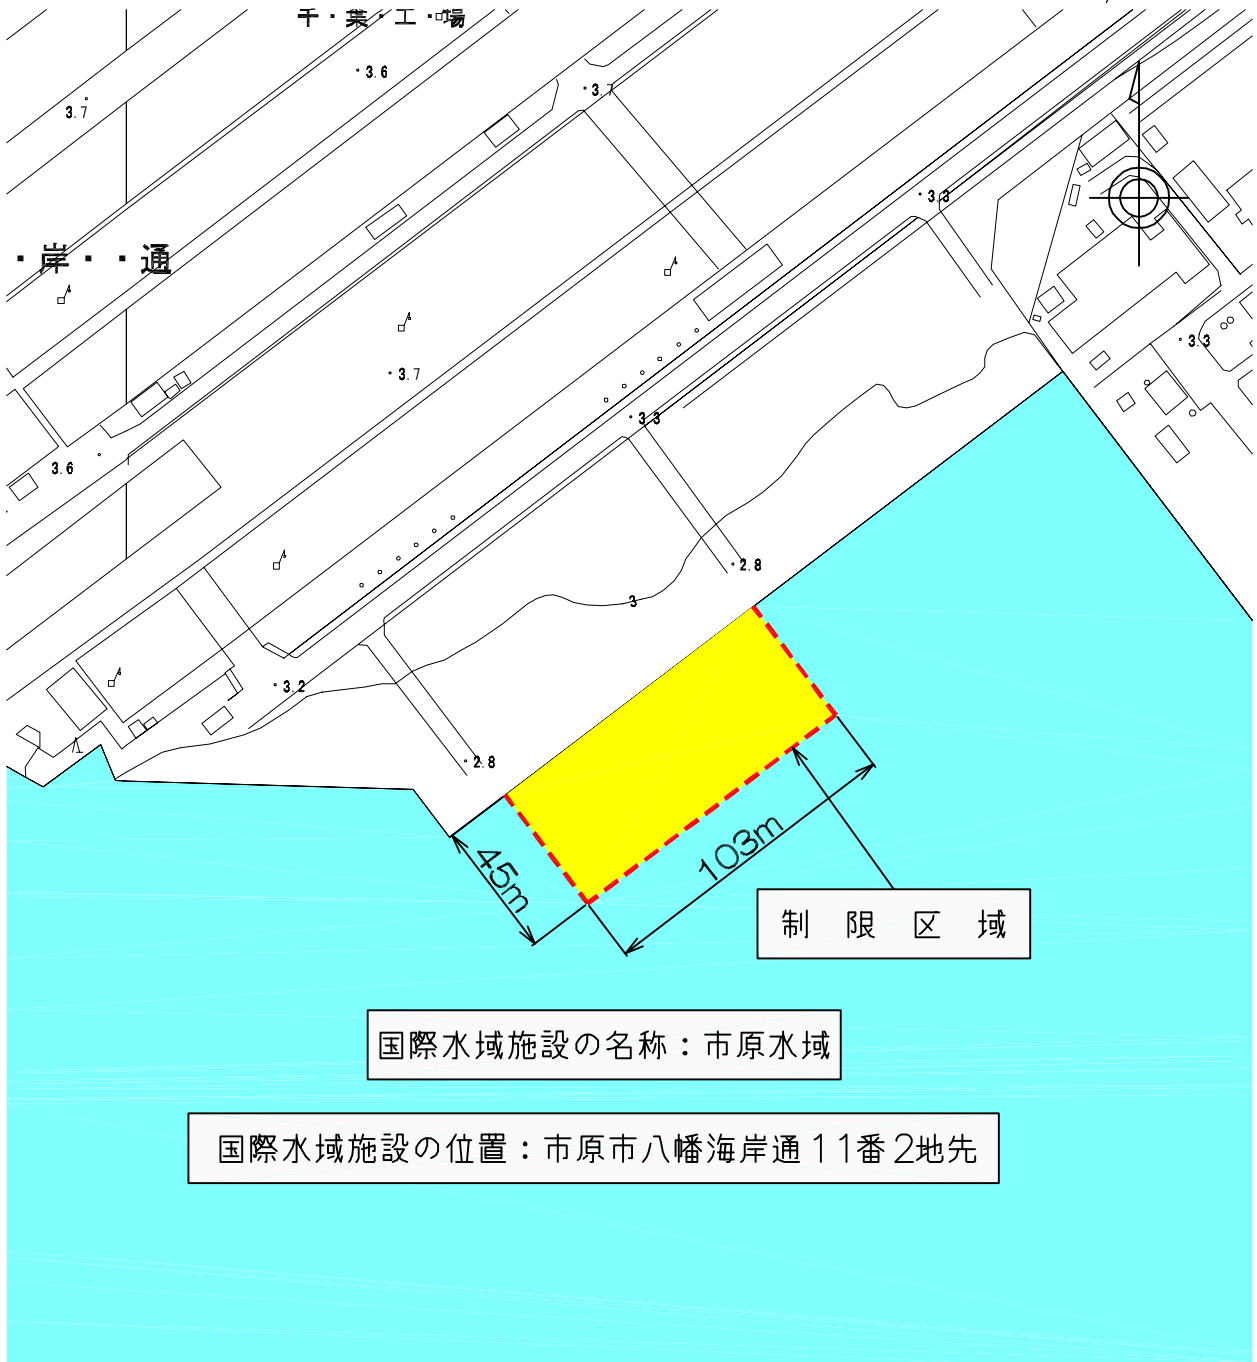 千・葉・工・場
3.6
3.7
3.7
3.3
・岸・・通
3.3
3.7
3.3
3.6
2.8
3
3.2
2.8
103m
45m
制限区域
国際水域施設の名称：市原水域
国際水域施設の位置：市原市八幡海岸通11番2地先